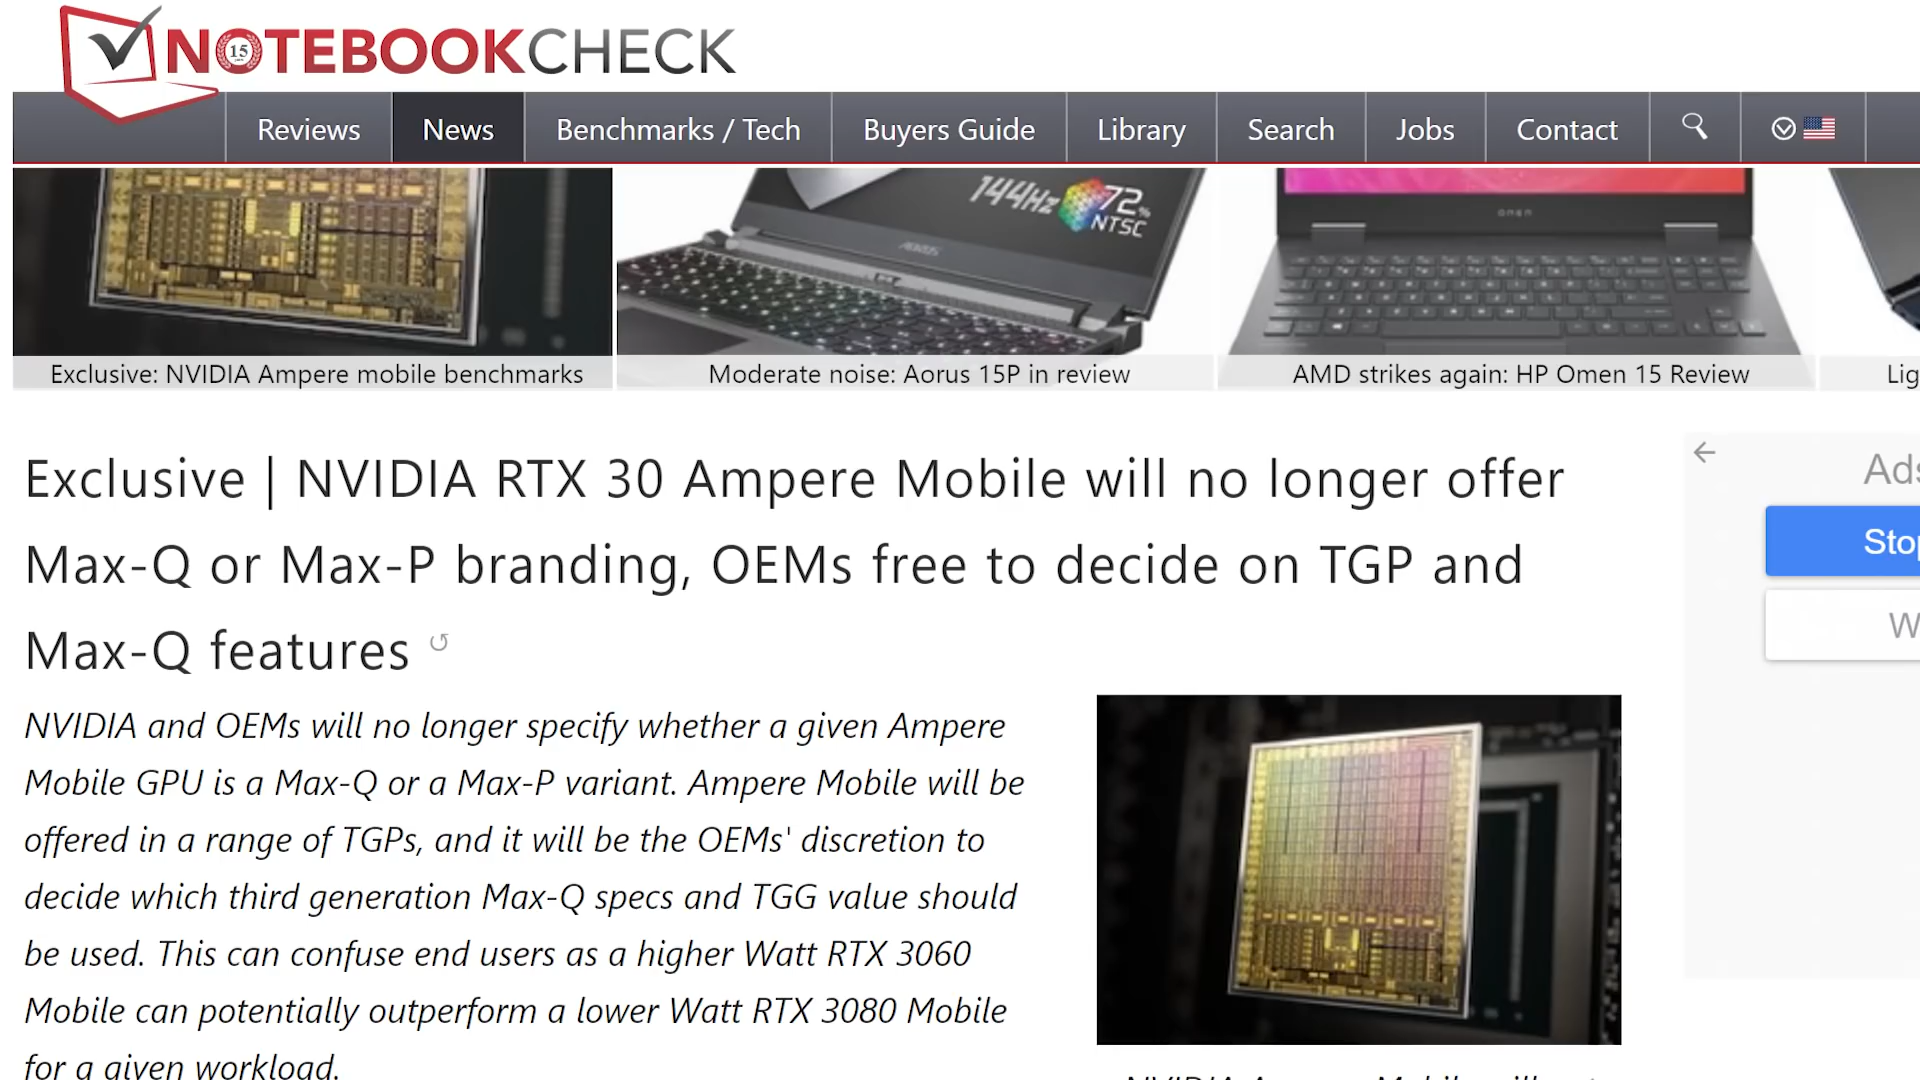 NOTEBOOKCHECK
15
Reviews
News
Benchmarks / Tech
Buyers Guide
Library
Search
Jobs
Contact
144Hz
72%
NTSC
AORUS
omen
Exclusive: NVIDIA Ampere mobile benchmarks
Moderate noise: Aorus 15P in review
AMD strikes again: HP Omen 15 Review
Lig
Exclusive | NVIDIA RTX 30 Ampere Mobile will no longer offer
Max-Q or Max-P branding, OEMs free to decide on TGP and
Max-Q features ↺
Ads
Stop
W
NVIDIA and OEMs will no longer specify whether a given Ampere
Mobile GPU is a Max-Q or a Max-P variant. Ampere Mobile will be
offered in a range of TGPs, and it will be the OEMs' discretion to
decide which third generation Max-Q specs and TGG value should
be used. This can confuse end users as a higher Watt RTX 3060
Mobile can potentially outperform a lower Watt RTX 3080 Mobile
for a given workload.